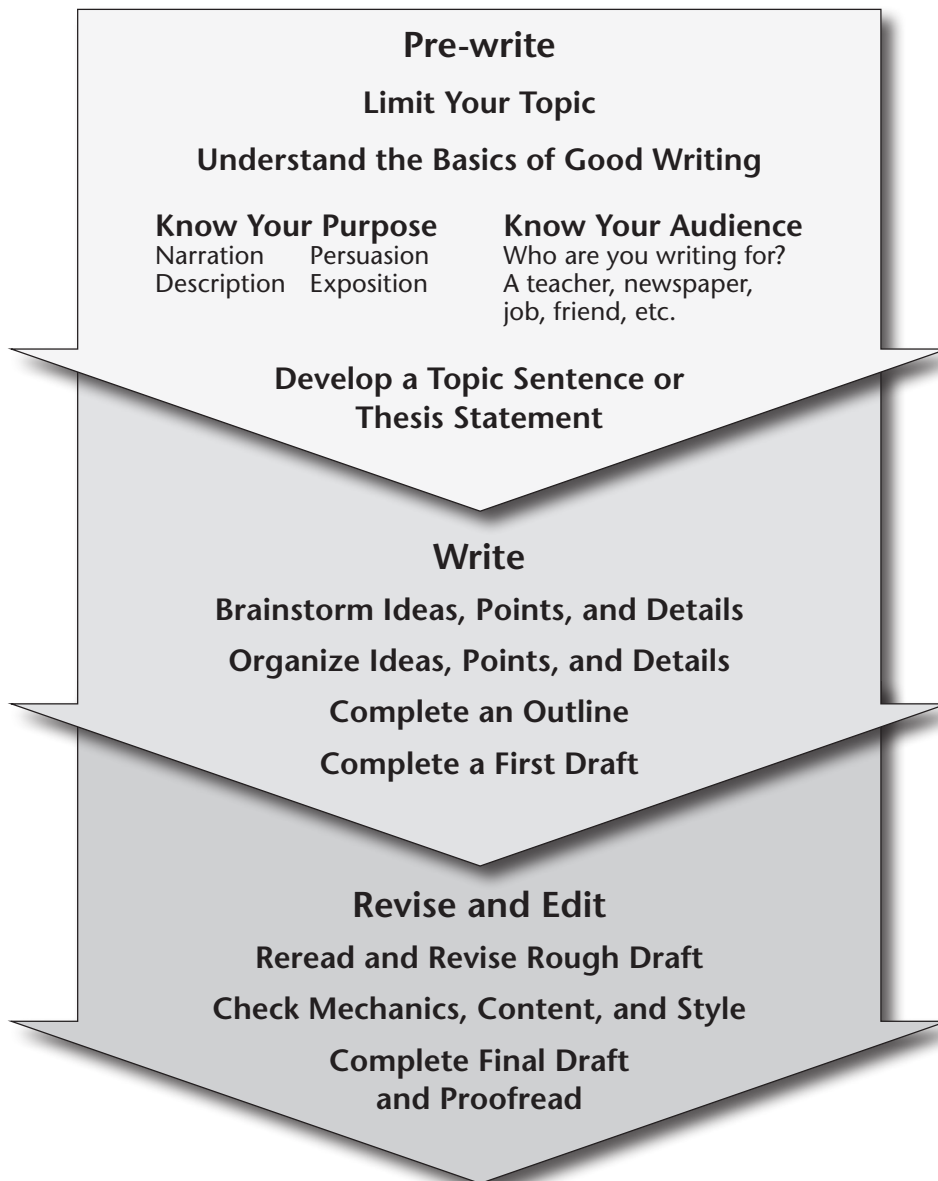 Pre-write
Limit Your Topic
Understand the Basics of Good Writing
Know Your Purpose
Narration Persuasion
Description Exposition
Know Your Audience
Who are you writing for?
A teacher, newspaper,
job, friend, etc.
Develop a Topic Sentence or
Thesis Statement
Write
Brainstorm Ideas, Points, and Details
Organize Ideas, Points, and Details
Complete an Outline
Complete a First Draft
Revise and Edit
Reread and Revise Rough Draft
Check Mechanics, Content, and Style
Complete Final Draft
and Proofread